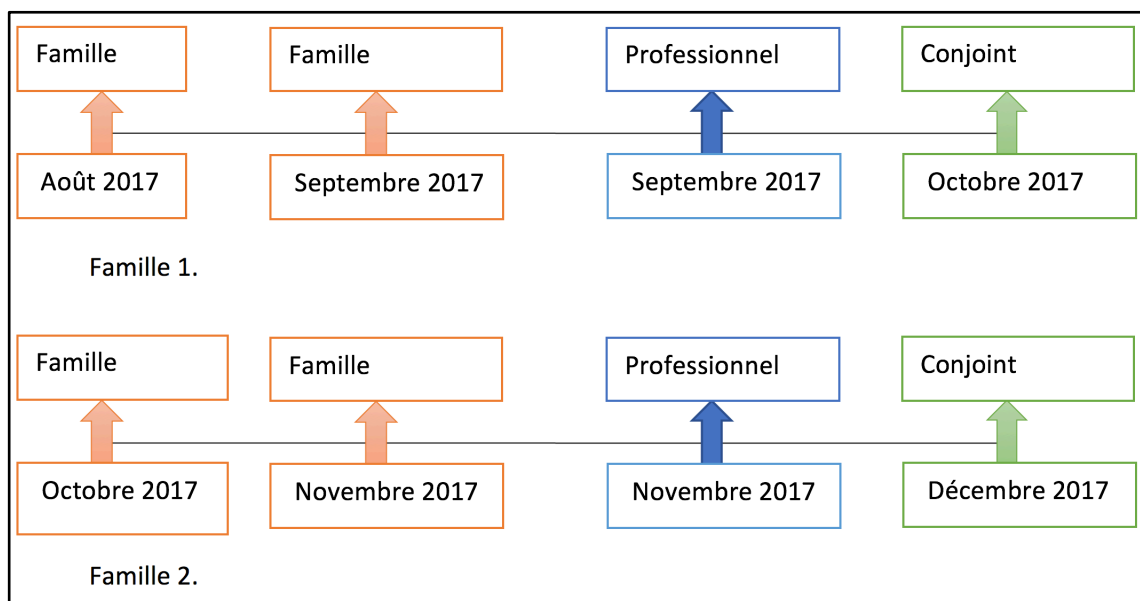 Famille
Famille
Professionnel
Conjoint
Août 2017
Septembre 2017
Septembre 2017
Octobre 2017
Famille 1.
Famille
Famille
Professionnel
Conjoint
Octobre 2017
Novembre 2017
Novembre 2017
Décembre 2017
Famille 2.